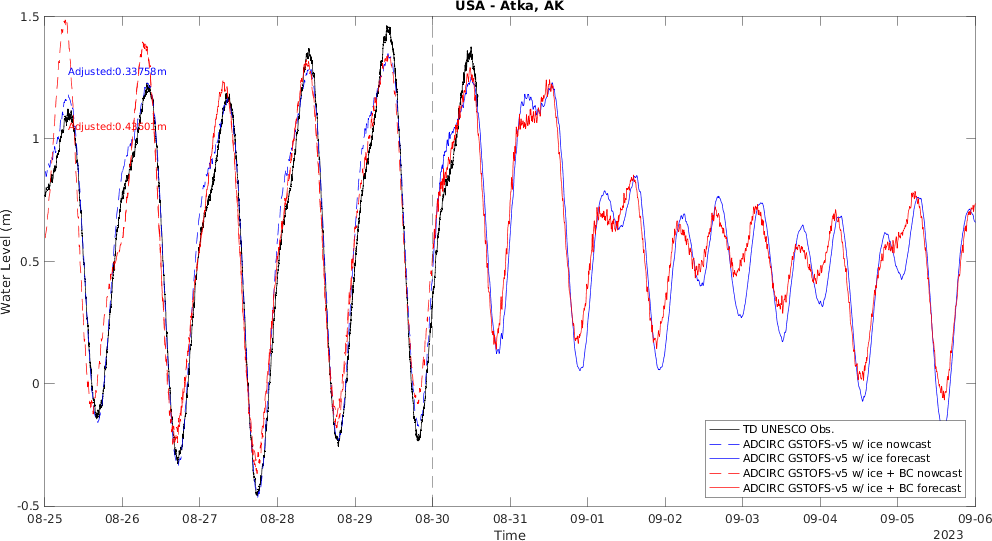 USA - Atka, AK
1.5
1
0.5
0
-0.5
Water Level (m)
Adjusted:0.33758m
08-25
08-26
08-27
08-28
08-29
08-30
08-31
09-01
09-02
09-03
09-04
09-05
09-06
Time
2023
TD UNESCO Obs.
ADCIRC GSTOFS-v5 w/ ice nowcast
ADCIRC GSTOFS-v5 w/ ice forecast
ADCIRC GSTOFS-v5 w/ ice + BC nowcast
ADCIRC GSTOFS-v5 w/ ice + BC forecast